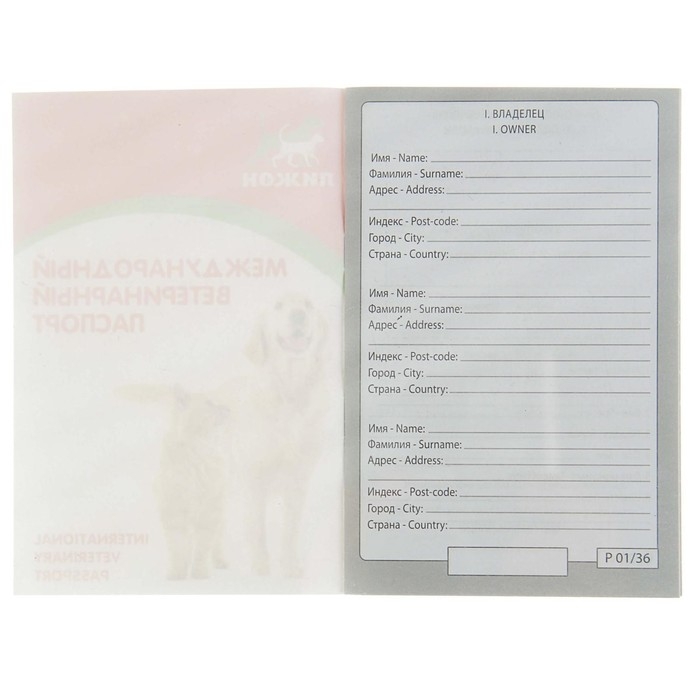 ЛИЖОН
МЕЖДУНАРОДНЫЙ
ВЕТЕРИНАРНЫЙ
ПАСПОРТ
INTERNATIONAL
VETERINARY
PASSPORT
I. ВЛАДЕЛЕЦ
I. OWNER
Имя - Name:
Фамилия - Surname:
Адрес - Address:
Индекс - Post-code:
Город - City:
Страна - Country:
Имя - Name:
Фамилия - Surname:
Адрес - Address:
Индекс - Post-code:
Город - City:
Страна - Country:
Имя - Name:
Фамилия - Surname:
Адрес - Address:
Индекс - Post-code:
Город - City:
Страна - Country:
P 01/36